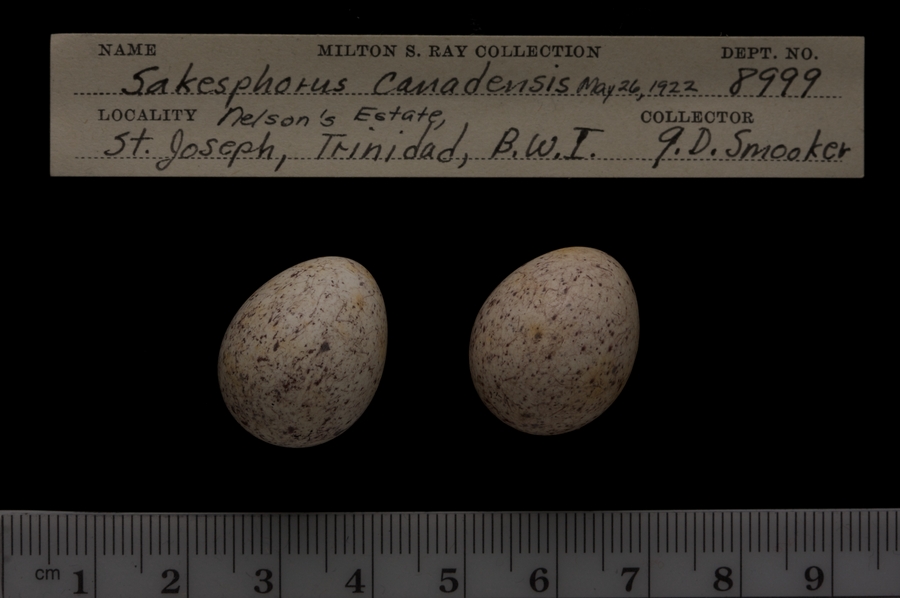 NAME MILTON S. RAY COLLECTION DEPT. NO.
Sakesphorus canadensis May 26, 1922 8999
LOCALITY Nelson's Estate, COLLECTOR
St. Joseph, Trinidad, B.W.I. G.D. Smooker
cm 1 2 3 4 5 6 7 8 9